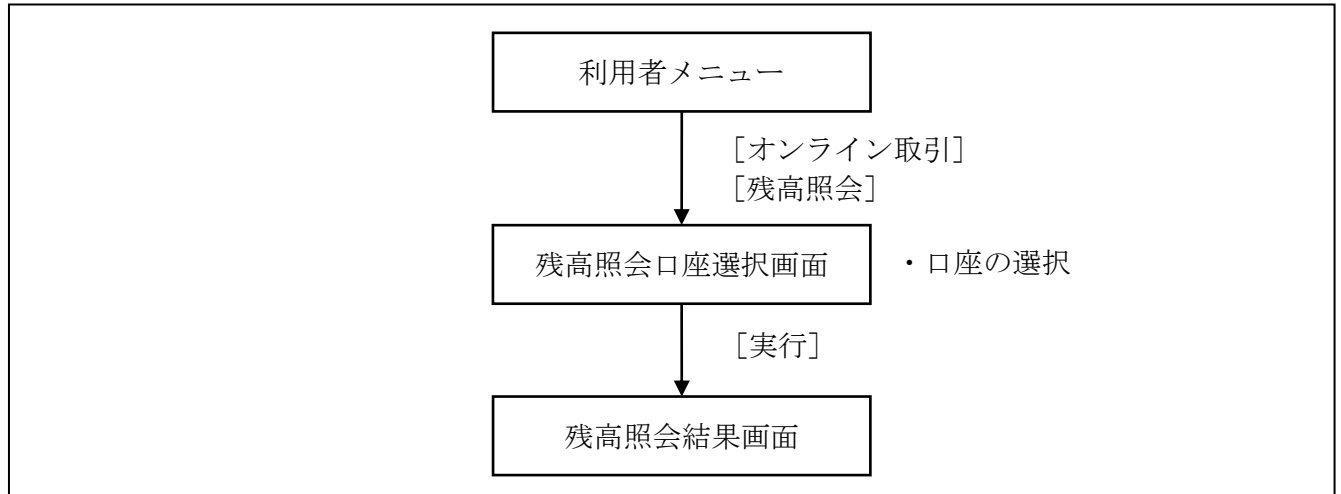 利用者メニュー
［オンライン取引］
［残高照会］
残高照会口座選択画面
・口座の選択
［実行］
残高照会結果画面